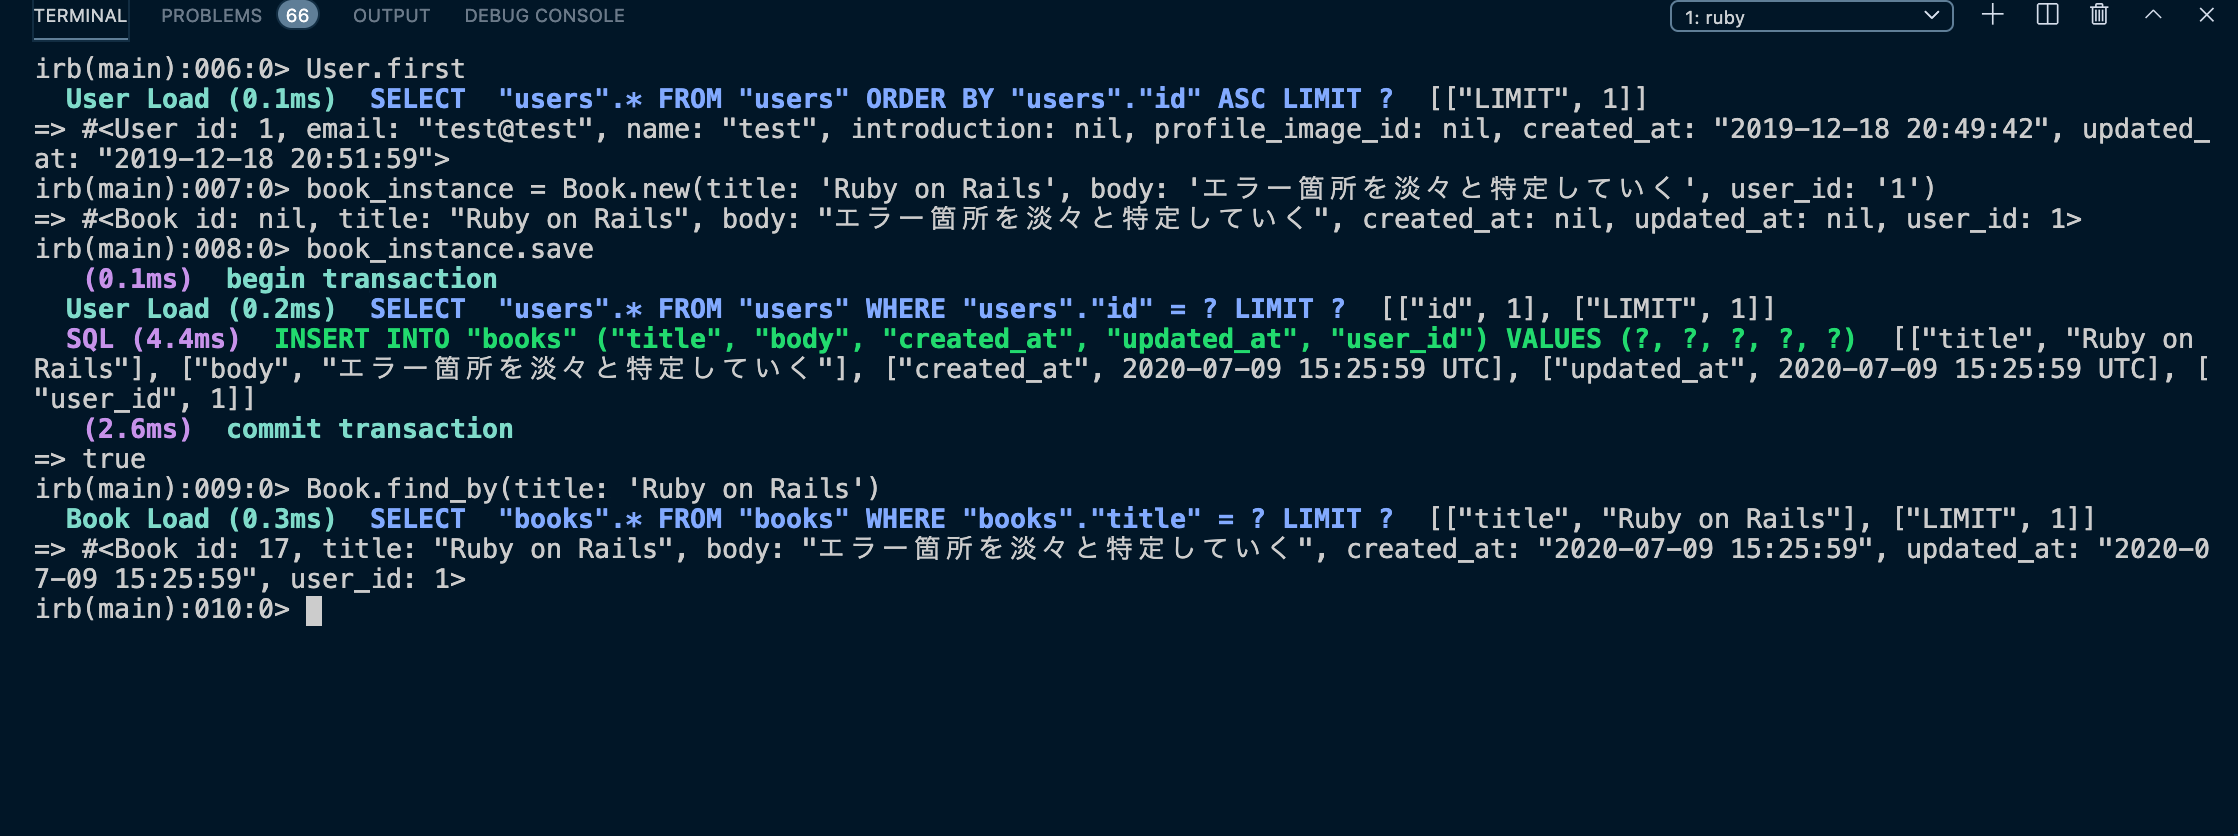 TERMINAL PROBLEMS 66 OUTPUT DEBUG CONSOLE 1: ruby
irb(main):006:0> User.first
  User Load (0.1ms)  SELECT  "users".* FROM "users" ORDER BY "users"."id" ASC LIMIT ?  [["LIMIT", 1]]
=> #<User id: 1, email: "test@test", name: "test", introduction: nil, profile_image_id: nil, created_at: "2019-12-18 20:49:42", updated_
at: "2019-12-18 20:51:59">
irb(main):007:0> book_instance = Book.new(title: 'Ruby on Rails', body: 'エラー箇所を淡々と特定していく', user_id: '1')
=> #<Book id: nil, title: "Ruby on Rails", body: "エラー箇所を淡々と特定していく", created_at: nil, updated_at: nil, user_id: 1>
irb(main):008:0> book_instance.save
   (0.1ms)  begin transaction
  User Load (0.2ms)  SELECT  "users".* FROM "users" WHERE "users"."id" = ? LIMIT ?  [["id", 1], ["LIMIT", 1]]
  SQL (4.4ms)  INSERT INTO "books" ("title", "body", "created_at", "updated_at", "user_id") VALUES (?, ?, ?, ?, ?)  [["title", "Ruby on
Rails"], ["body", "エラー箇所を淡々と特定していく"], ["created_at", 2020-07-09 15:25:59 UTC], ["updated_at", 2020-07-09 15:25:59 UTC], [
"user_id", 1]]
   (2.6ms)  commit transaction
=> true
irb(main):009:0> Book.find_by(title: 'Ruby on Rails')
  Book Load (0.3ms)  SELECT  "books".* FROM "books" WHERE "books"."title" = ? LIMIT ?  [["title", "Ruby on Rails"], ["LIMIT", 1]]
=> #<Book id: 17, title: "Ruby on Rails", body: "エラー箇所を淡々と特定していく", created_at: "2020-07-09 15:25:59", updated_at: "2020-0
7-09 15:25:59", user_id: 1>
irb(main):010:0>